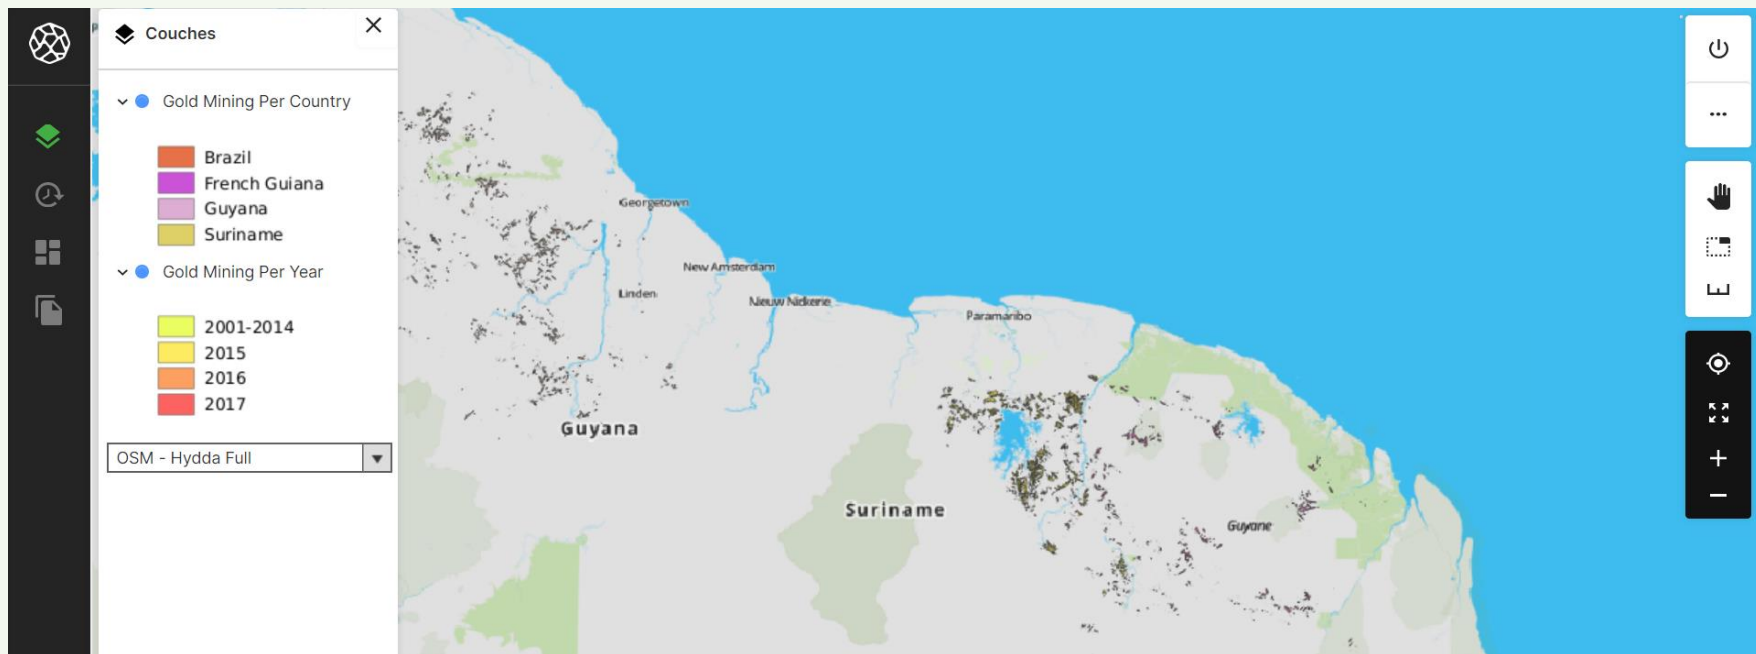 Couches
Gold Mining Per Country
Brazil
French Guiana
Guyana
Suriname
Gold Mining Per Year
2001-2014
2015
2016
2017
OSM - Hydda Full
Georgetown
New Amsterdam
Linden
Nieuw Nickerie
Paramaribo
Guyana
Suriname
Guyane